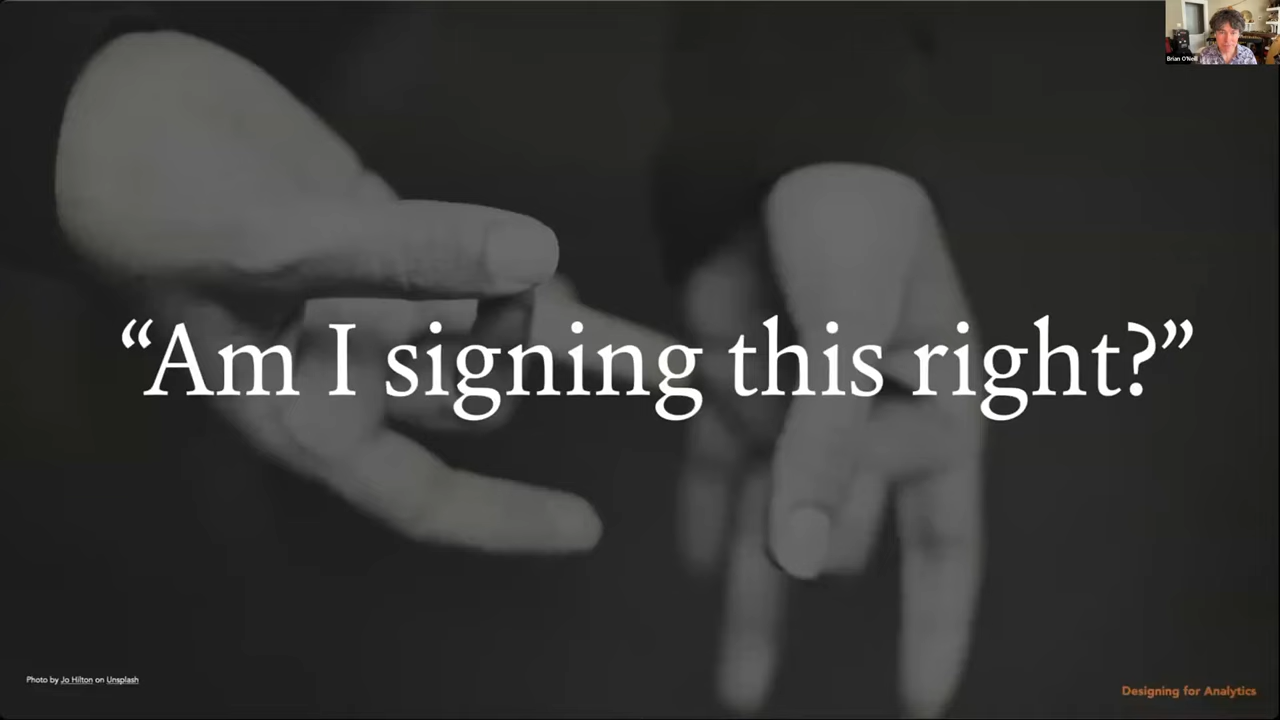 Brian O'Neill
“Am I signing this right?”
Photo by Jo Hilton on Unsplash
Designing for Analytics